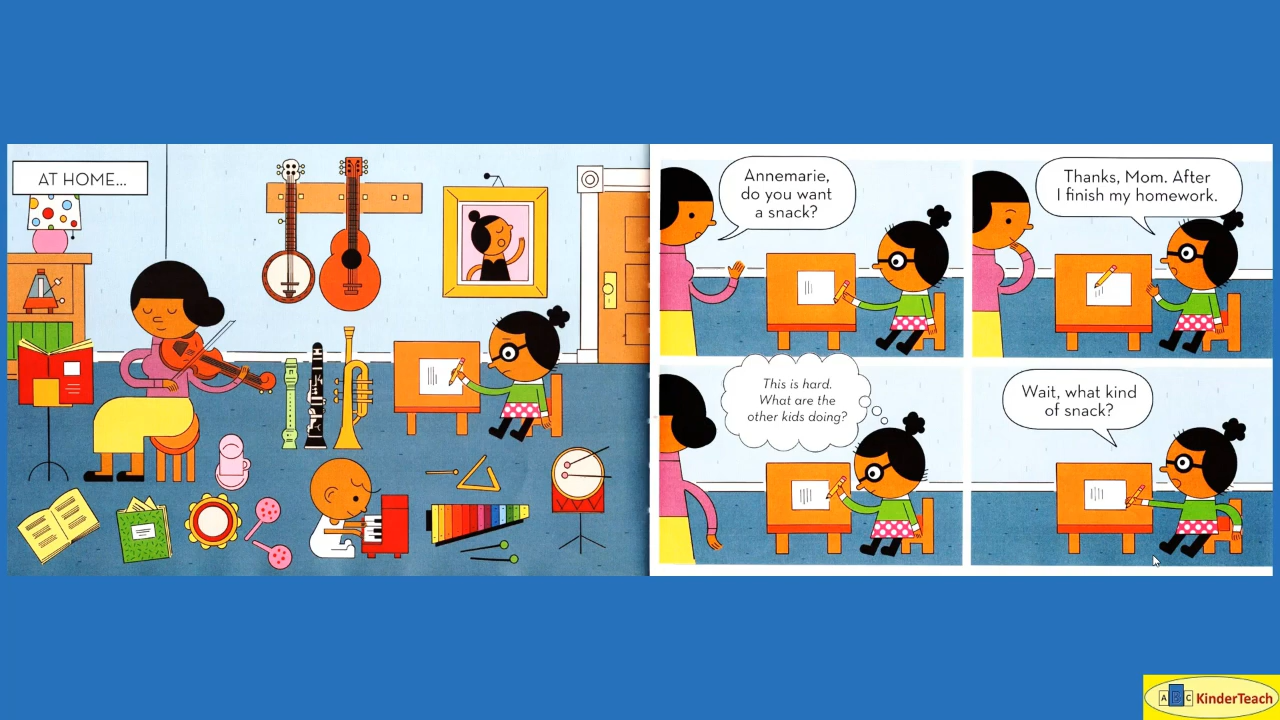 AT HOME...
Annemarie,
do you want
a snack?
Thanks, Mom. After
I finish my homework.
This is hard.
What are the
other kids doing?
Wait, what kind
of snack?
ABC KinderTeach